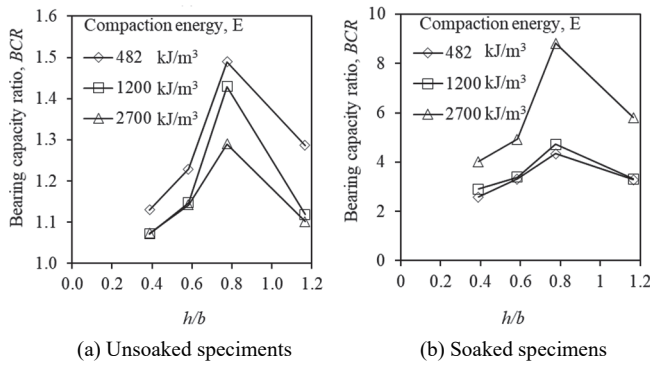 Compaction energy, E
482 kJ/m³
1200 kJ/m³
2700 kJ/m³
Bearing capacity ratio, BCR
1.6
1.5
1.4
1.3
1.2
1.1
1.0
0.0 0.2 0.4 0.6 0.8 1.0 1.2
h/b
(a) Unsoaked speciments
Compaction energy, E
482 kJ/m³
1200 kJ/m³
2700 kJ/m³
Bearing capacity ratio, BCR
10
8
6
4
2
0
0 0.2 0.4 0.6 0.8 1 1.2
h/b
(b) Soaked specimens